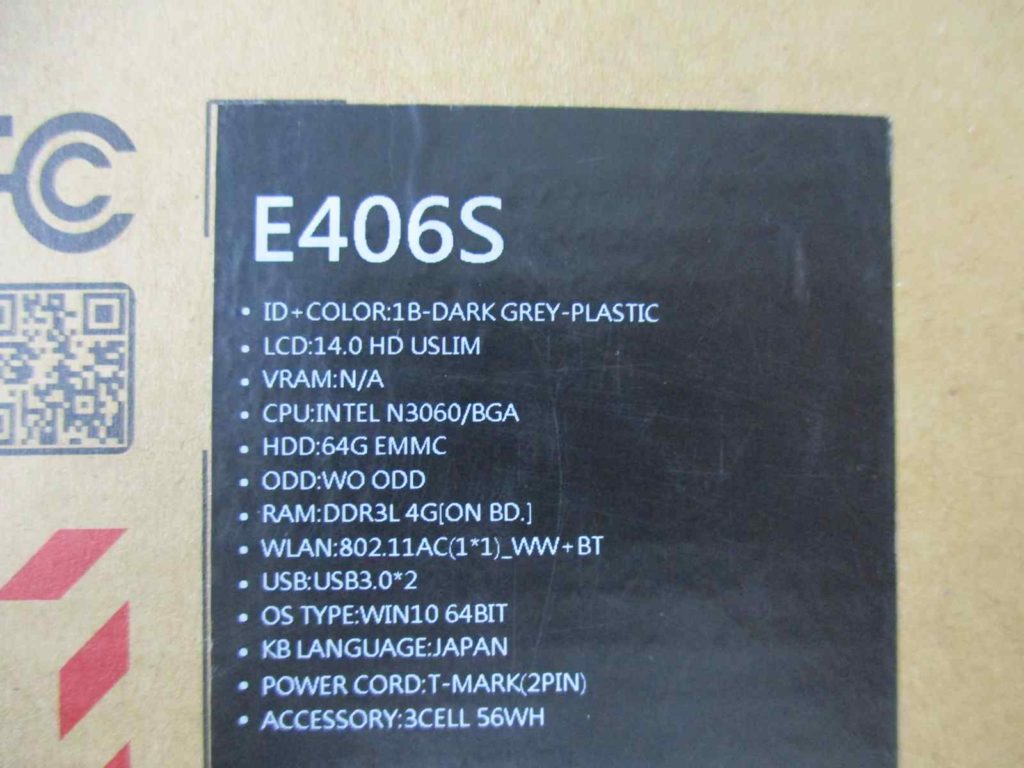 E406S
• ID+COLOR:1B-DARK GREY-PLASTIC
• LCD:14.0 HD USLIM
• VRAM:N/A
• CPU:INTEL N3060/BGA
• HDD:64G EMMC
• ODD:WO ODD
• RAM:DDR3L 4G[ON BD.]
• WLAN:802.11AC(1*1)_WW+BT
• USB:USB3.0*2
• OS TYPE:WIN10 64BIT
• KB LANGUAGE:JAPAN
• POWER CORD:T-MARK(2PIN)
• ACCESSORY:3CELL 56WH